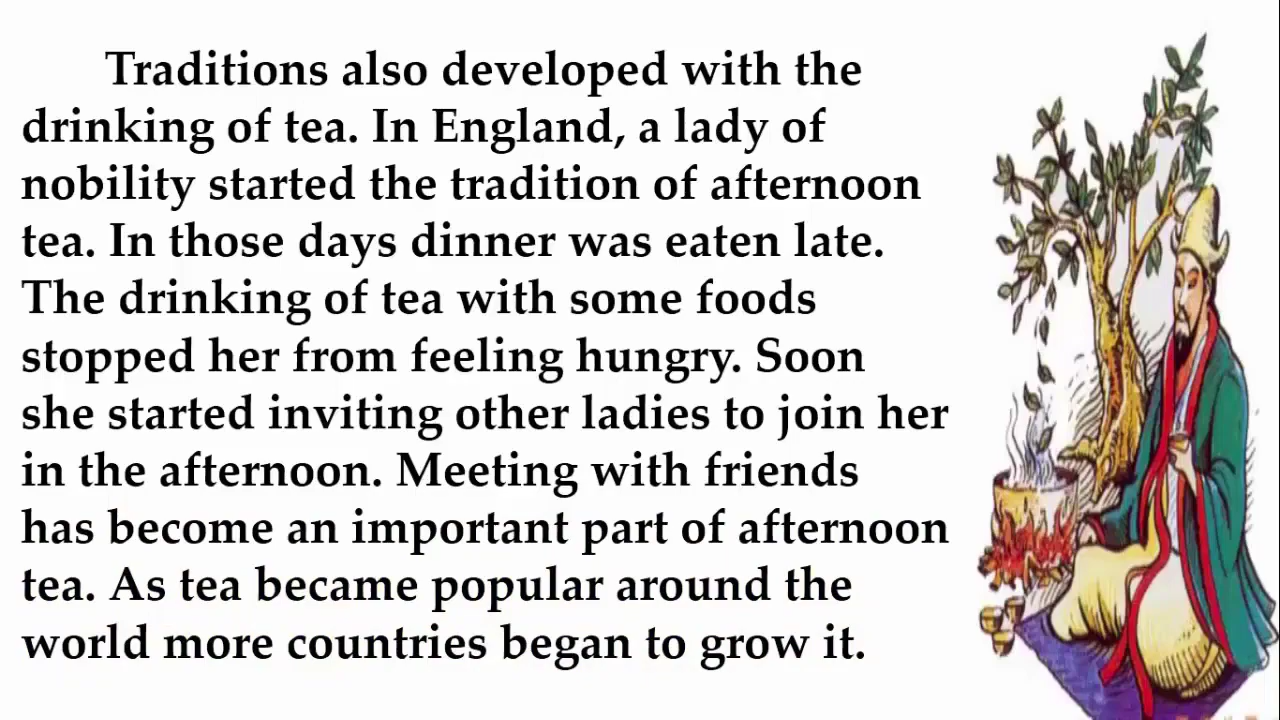 Traditions also developed with the
drinking of tea. In England, a lady of
nobility started the tradition of afternoon
tea. In those days dinner was eaten late.
The drinking of tea with some foods
stopped her from feeling hungry. Soon
she started inviting other ladies to join her
in the afternoon. Meeting with friends
has become an important part of afternoon
tea. As tea became popular around the
world more countries began to grow it.